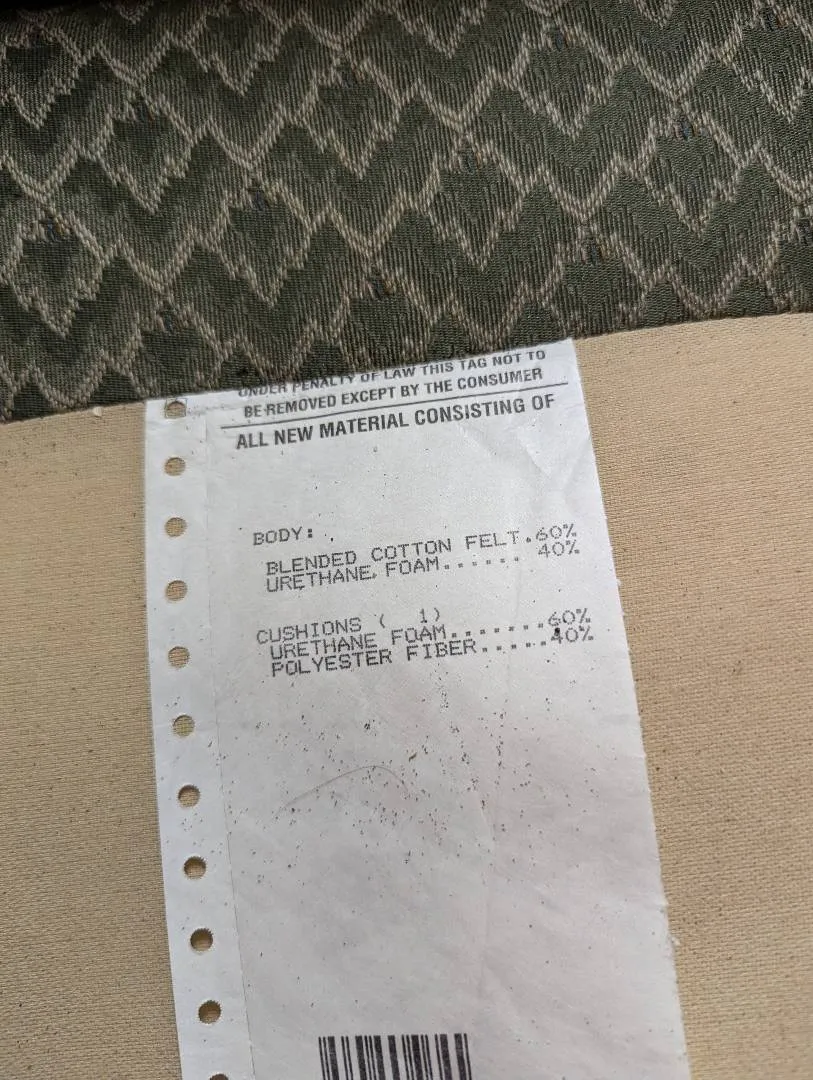 UNDER PENALTY OF LAW THIS TAG NOT TO
BE REMOVED EXCEPT BY THE CONSUMER
ALL NEW MATERIAL CONSISTING OF
BODY:
BLENDED COTTON FELT.60%
URETHANE FOAM...... 40%
CUSHIONS ( 1)
URETHANE FOAM.......60%
POLYESTER FIBER.....40%